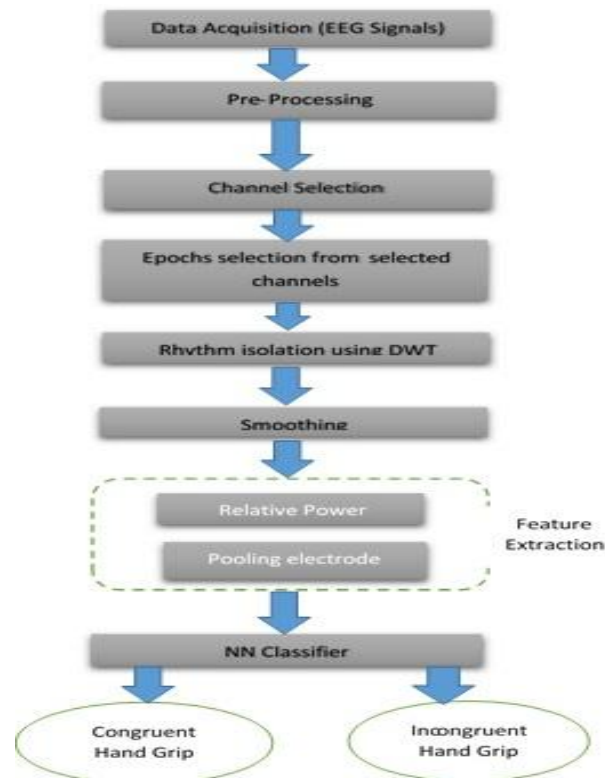 Data Acquisition (EEG Signals)
Pre-Processing
Channel Selection
Epochs selection from selected
channels
Rhythm isolation using DWT
Smoothing
Relative Power
Pooling electrode
Feature
Extraction
NN Classifier
Congruent
Hand Grip
Incongruent
Hand Grip